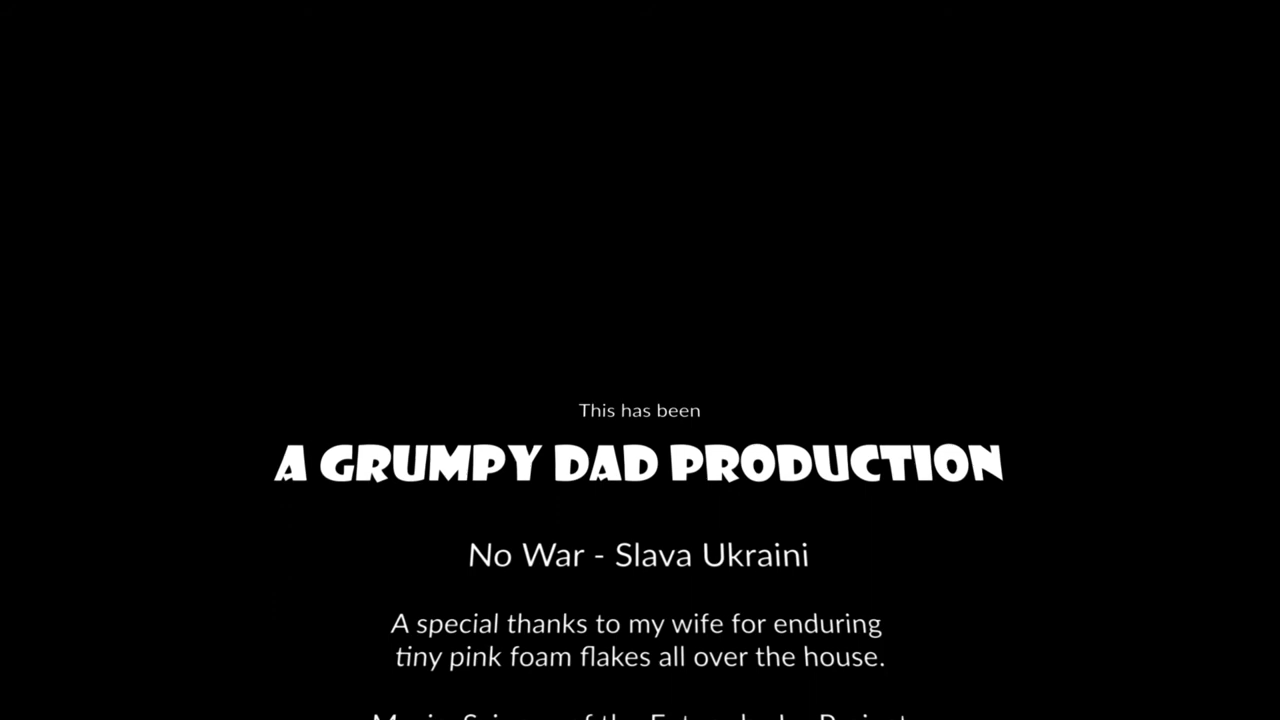 This has been
A GRUMPY DAD PRODUCTION
No War - Slava Ukraini
A special thanks to my wife for enduring
tiny pink foam flakes all over the house.